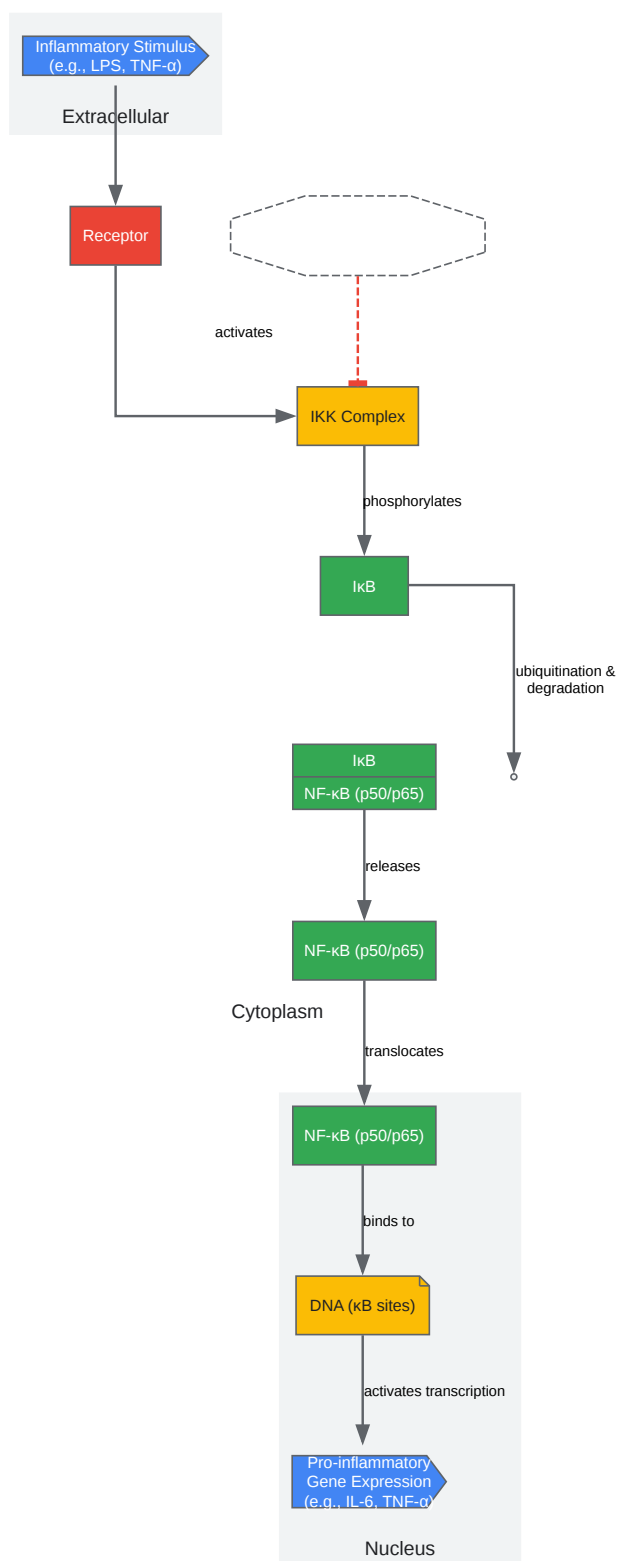 Inflammatory Stimulus
(e.g., LPS, TNF-α)
Extracellular
Receptor
activates
IKK Complex
phosphorylates
IκB
ubiquitination &
degradation
IκB
NF-κB (p50/p65)
releases
NF-κB (p50/p65)
Cytoplasm
translocates
NF-κB (p50/p65)
binds to
DNA (κB sites)
activates transcription
Pro-inflammatory
Gene Expression
(e.g., IL-6, TNF-α)
Nucleus